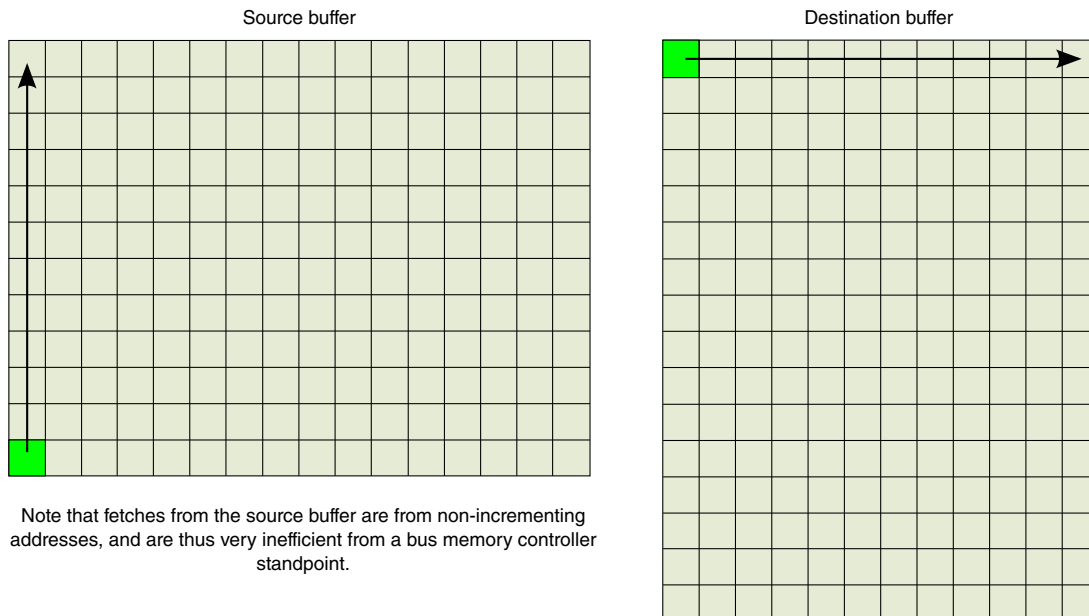 Source buffer
Destination buffer
Note that fetches from the source buffer are from non-incrementing
addresses, and are thus very inefficient from a bus memory controller
standpoint.